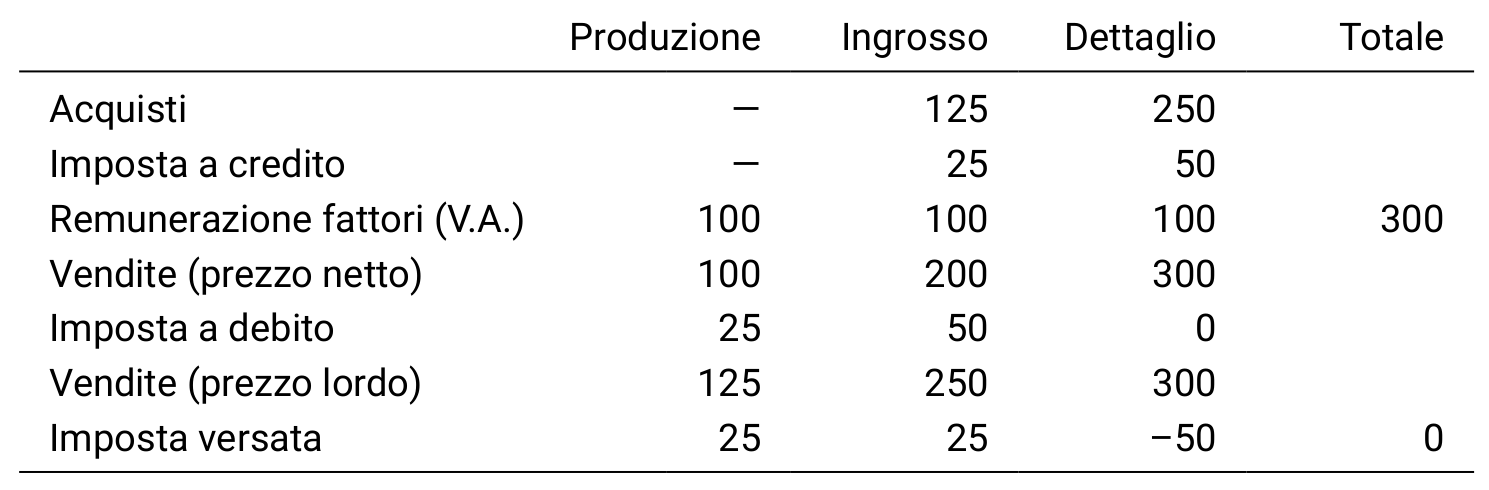 Produzione Ingrosso Dettaglio Totale
Acquisti — 125 250
Imposta a credito — 25 50
Remunerazione fattori (V.A.) 100 100 100 300
Vendite (prezzo netto) 100 200 300
Imposta a debito 25 50 0
Vendite (prezzo lordo) 125 250 300
Imposta versata 25 25 −50 0